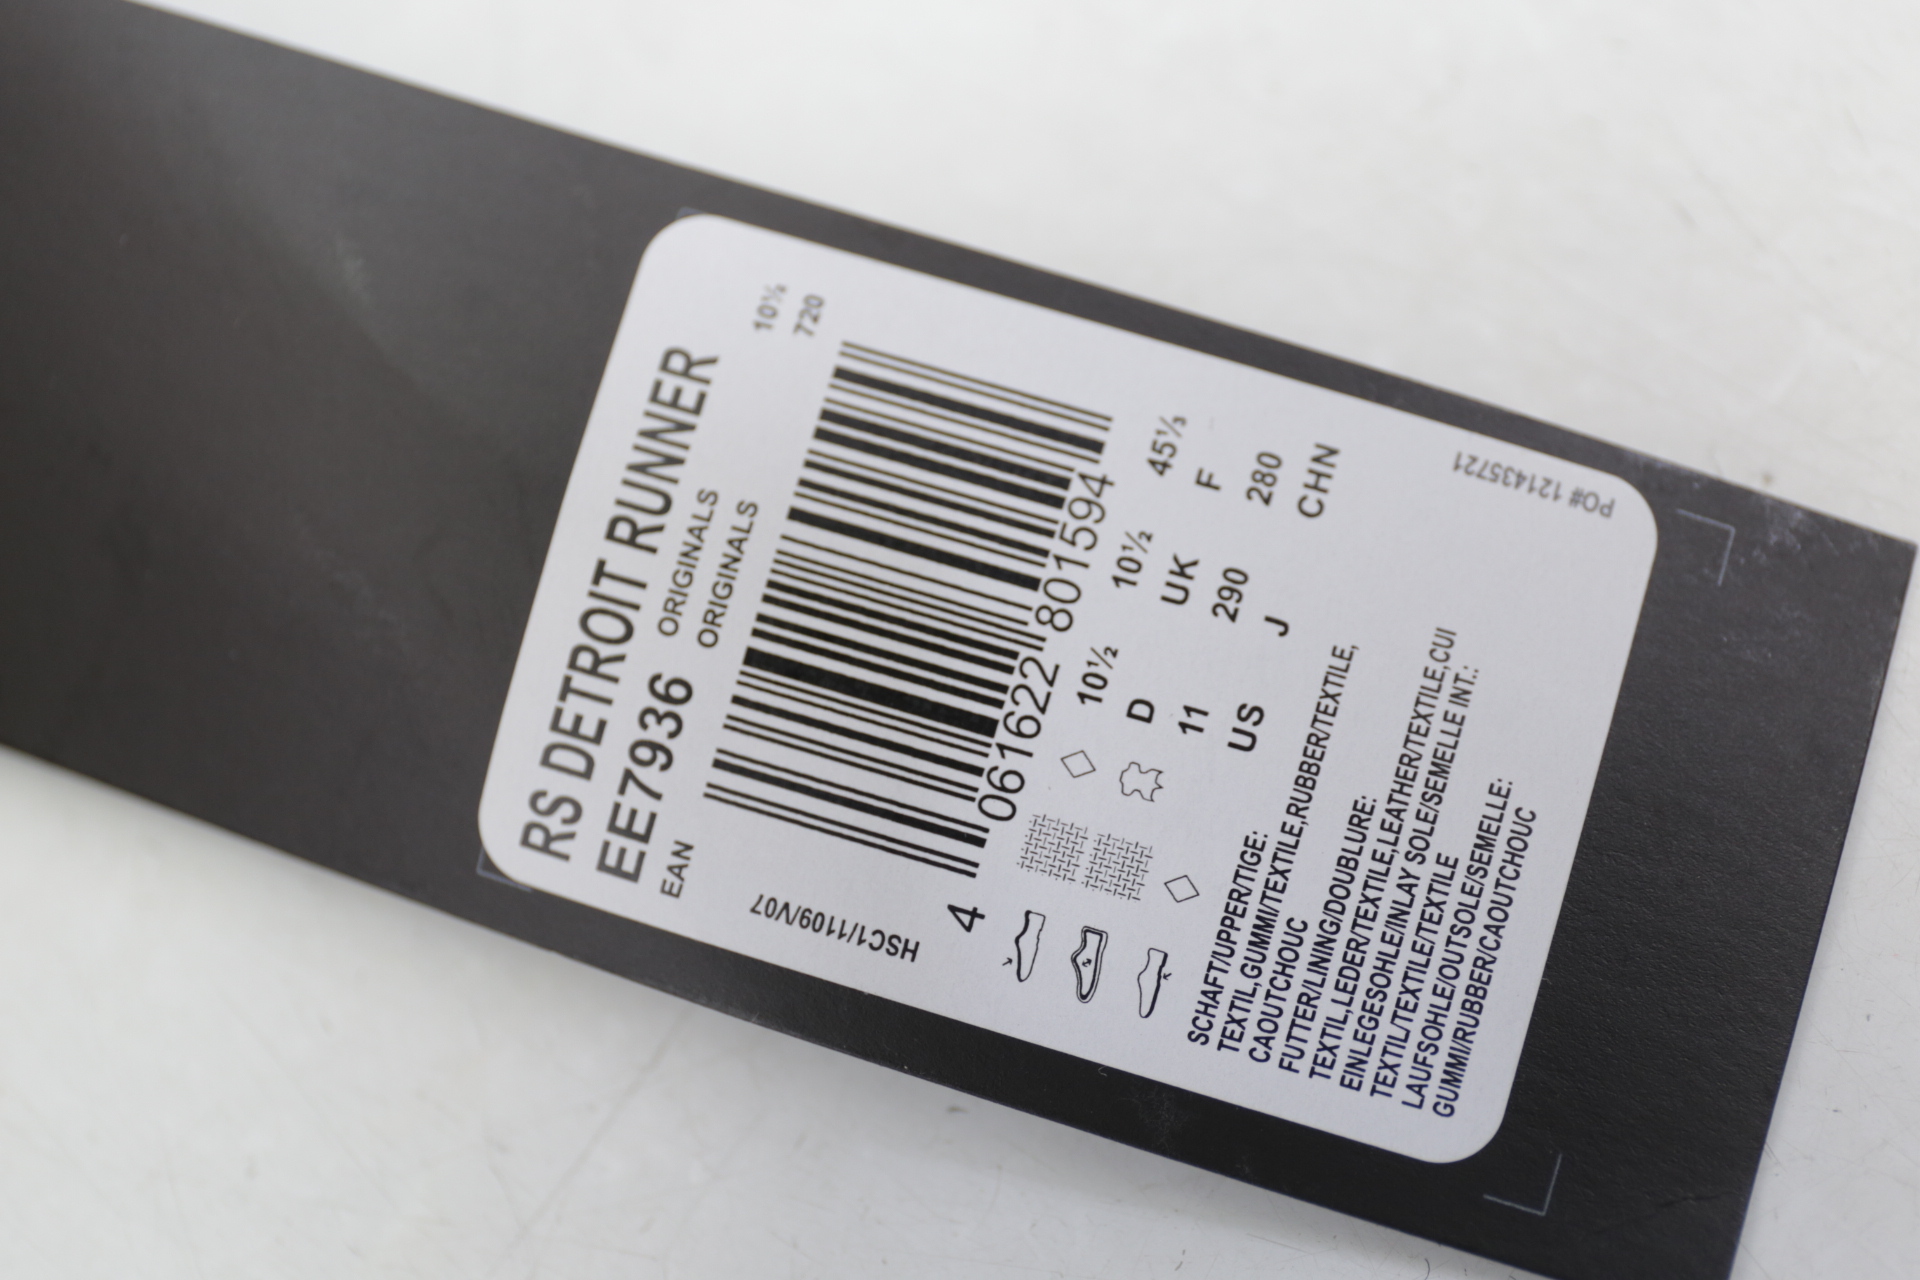 RS DETROIT RUNNER
EE7936 ORIGINALS
EAN ORIGINALS
10½
720
HSC1/1109/V07
4 061622 801594
10½ 10½ 45⅓
D UK F
11 290 280
US J CHN
SCHAFT/UPPER/TIGE:
TEXTIL,GUMMI/TEXTILE,RUBBER/TEXTILE,
CAOUTCHOUC
FUTTER/LINING/DOUBLURE:
TEXTIL,LEDER/TEXTILE,LEATHER/TEXTILE,CUI
EINLEGESOHLE/INLAY SOLE/SEMELLE INT.:
TEXTIL/TEXTILE/TEXTILE
LAUFSOHLE/OUTSOLE/SEMELLE:
GUMMI/RUBBER/CAOUTCHOUC
PO# 121435721